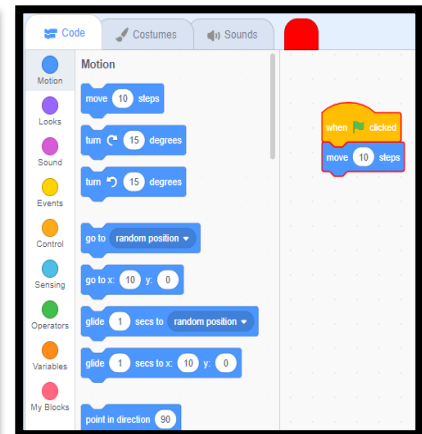 Code Costumes Sounds
Motion
Looks
Sound
Events
Control
Sensing
Operators
Variables
My Blocks
Motion
move 10 steps
turn 15 degrees
turn 15 degrees
go to random position
go to x: 10 y: 0
glide 1 secs to random position
glide 1 secs to x: 10 y: 0
point in direction 90
when clicked
move 10 steps